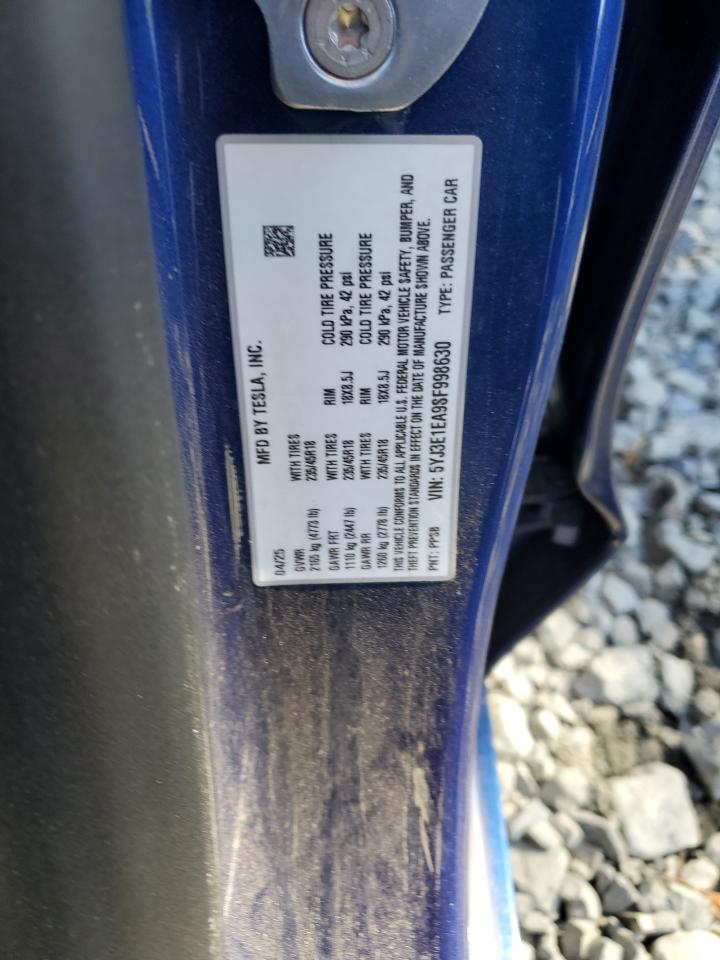 MFD BY TESLA, INC.
04/25
GVWR WITH TIRES RIM COLD TIRE PRESSURE
2165 kg (4773 lb) 235/45R18 18X8.5J 290 kPa, 42 psi
GAWR FRT WITH TIRES RIM COLD TIRE PRESSURE
1110 kg (2447 lb) 235/45R18 18X8.5J 290 kPa, 42 psi
GAWR RR WITH TIRES
1260 kg (2778 lb) 235/45R18
THIS VEHICLE CONFORMS TO ALL APPLICABLE U.S. FEDERAL MOTOR VEHICLE SAFETY, BUMPER, AND
THEFT PREVENTION STANDARDS IN EFFECT ON THE DATE OF MANUFACTURE SHOWN ABOVE.
PNT: PPSB VIN: 5YJ3E1EA9SF998630 TYPE: PASSENGER CAR